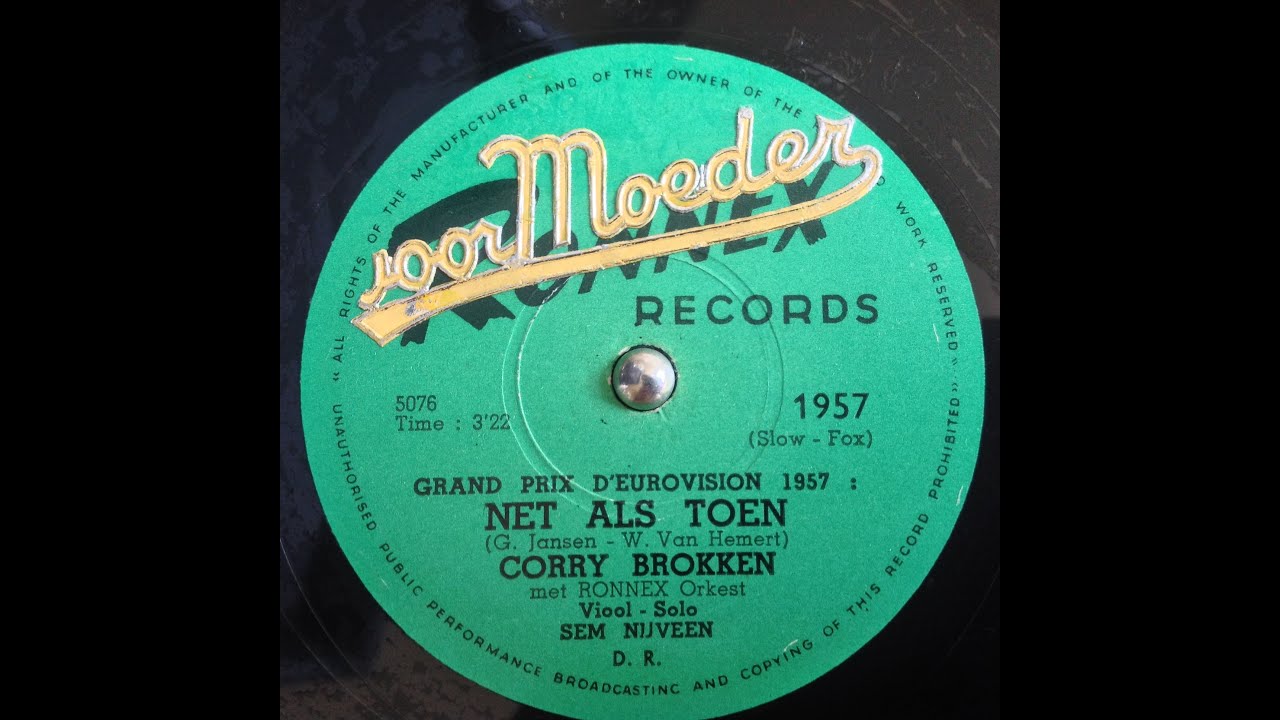 « ALL RIGHTS OF THE MANUFACTURER AND OF THE OWNER OF THE
WORK RESERVED »
voor Moeder
RONNEX
RECORDS
5076
Time : 3'22
1957
(Slow - Fox)
GRAND PRIX D'EUROVISION 1957 :
NET ALS TOEN
(G. Jansen - W. Van Hemert)
CORRY BROKKEN
met RONNEX Orkest
Viool - Solo
SEM NIJVEEN
D. R.
UNAUTHORISED PUBLIC PERFORMANCE BROADCASTING AND COPYING OF THIS RECORD PROHIBITED »